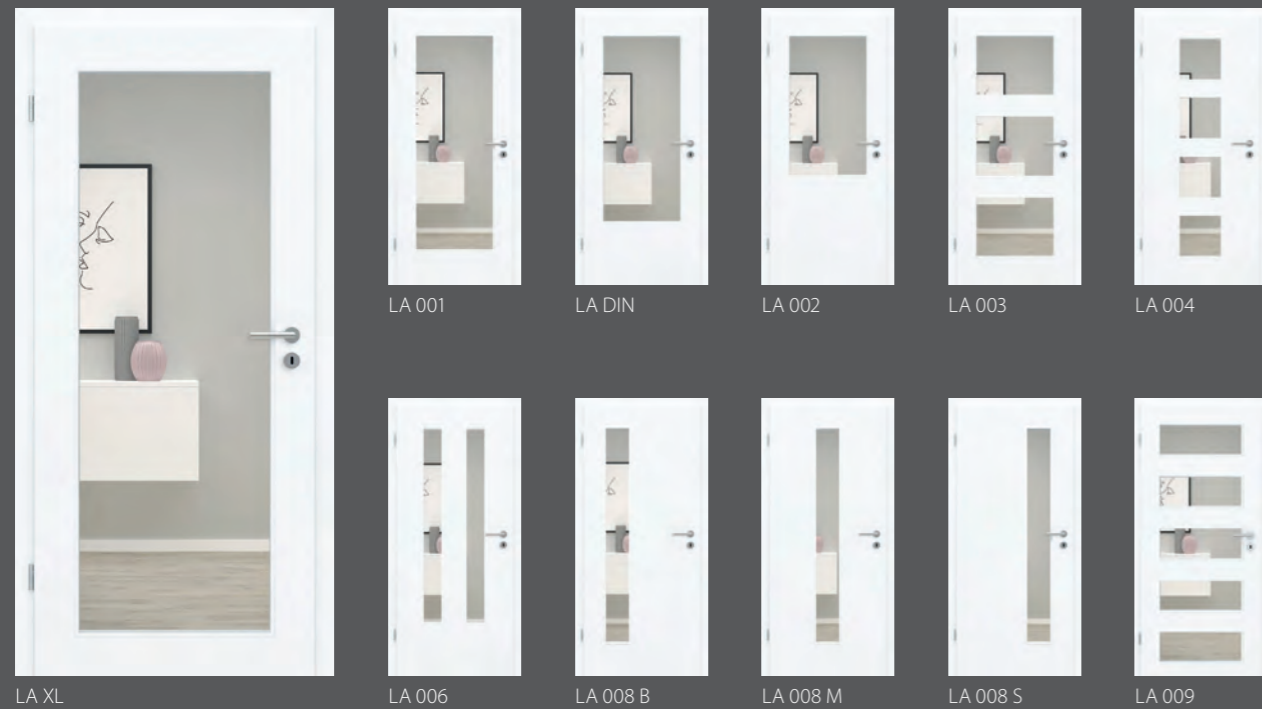 LA 001
LA DIN
LA 002
LA 003
LA 004
LA XL
LA 006
LA 008 B
LA 008 M
LA 008 S
LA 009